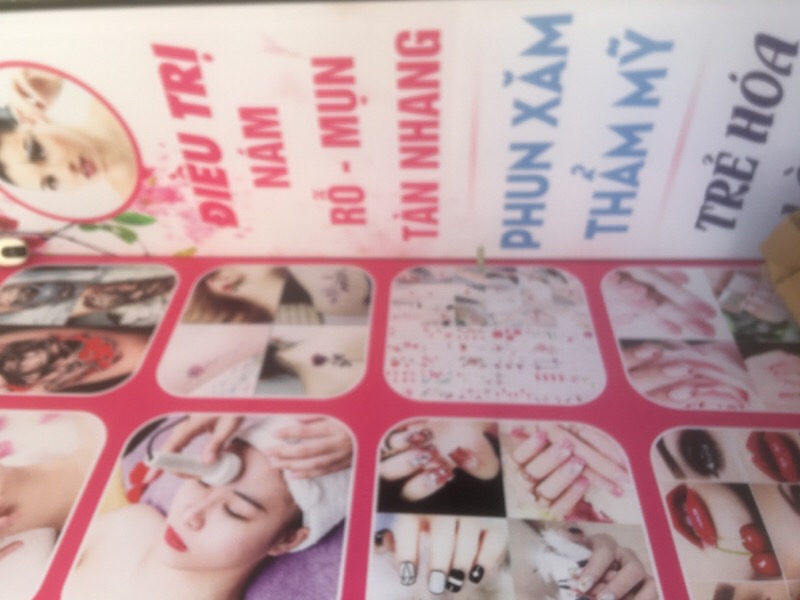 ĐIỀU TRỊ
NÁM
RỖ - MỤN
TÀN NHANG
PHUN XĂM
THẨM MỸ
TRẺ HÓA